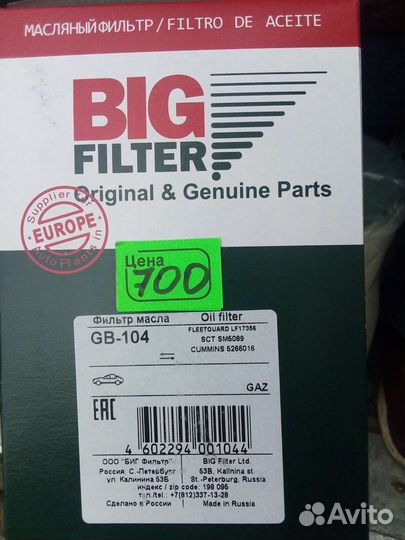 МАСЛЯНЫЙ ФИЛЬТР / FILTRO DE ACEITE
BIG
FILTER
Original & Genuine Parts
Supplier for
EUROPE
Auto Plants in
Цена
700
Фильтр масла
Oil filter
GB-104
FLEETGUARD LF17356
SCT SM5089
CUMMINS 5266016
GAZ
EAC
4 602294 001044
ООО "БИГ Фильтр"
Россия, С.-Петербург
ул. Калинина 53Б
BIG Filter Ltd.
53B, Kalinina st.
St.-Petersburg, Russia
индекс / zip code: 198 095
тел./tel.: +7(812)337-13-28
Сделано в России
Made in Russia
Avito